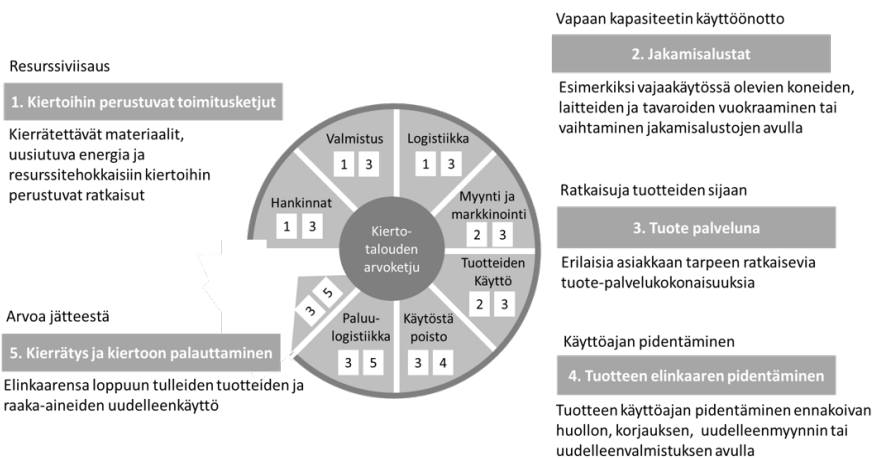 Resurssiviisaus
1. Kiertoihin perustuvat toimitusketjut
Kierrätettävät materiaalit,
uusiutuva energia ja
resurssitehokkaisiin kiertoihin
perustuvat ratkaisut
Vapaan kapasiteetin käyttöönotto
2. Jakamisalustat
Esimerkiksi vajaakäytössä olevien koneiden,
laitteiden ja tavaroiden vuokraaminen tai
vaihtaminen jakamisalustojen avulla
Ratkaisuja tuotteiden sijaan
3. Tuote palveluna
Erilaisia asiakkaan tarpeen ratkaisevia
tuote-palvelukokonaisuuksia
Käyttöajan pidentäminen
4. Tuotteen elinkaaren pidentäminen
Tuotteen käyttöajan pidentäminen ennakoivan
huollon, korjauksen, uudelleenmyynnin tai
uudelleenvalmistuksen avulla
Arvoa jätteestä
5. Kierrätys ja kiertoon palauttaminen
Elinkaarensa loppuun tulleiden tuotteiden ja
raaka-aineiden uudelleenkäyttö
Kierto-
talouden
arvoketju
Hankinnat
1 3
Valmistus
1 3
Logistiikka
1 3
Myynti ja
markkinointi
2 3
Tuotteiden
Käyttö
2 3
Käytöstä
poisto
3 4
Paluu-
logistiikka
3 5
3 5